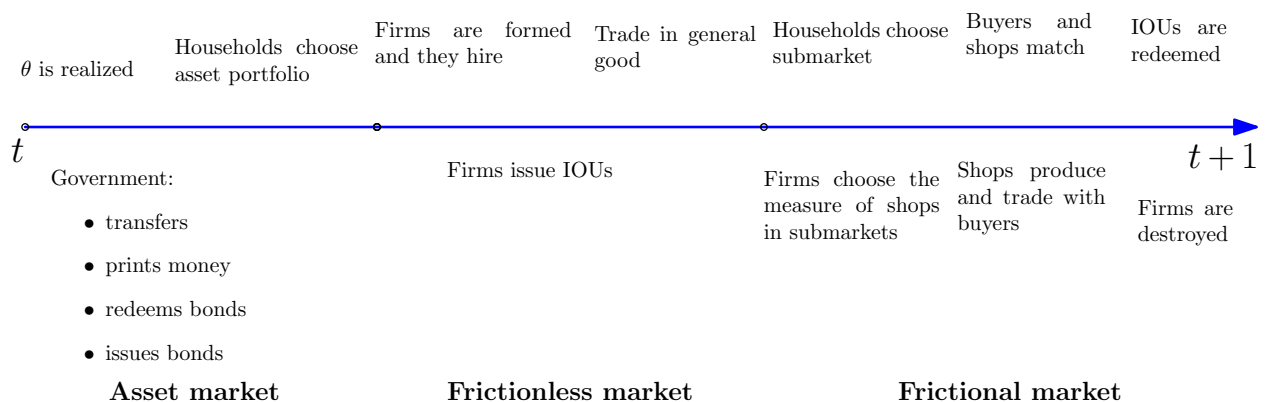 θ is realized
Households choose
asset portfolio
Firms are formed
and they hire
Trade in general
good
Households choose
submarket
Buyers and
shops match
IOUs are
redeemed
t
t + 1
Government:
• transfers
• prints money
• redeems bonds
• issues bonds
Firms issue IOUs
Firms choose the
measure of shops
in submarkets
Shops produce
and trade with
buyers
Firms are
destroyed
Asset market
Frictionless market
Frictional market